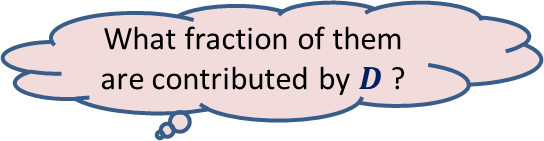 What fraction of them
are contributed by D ?